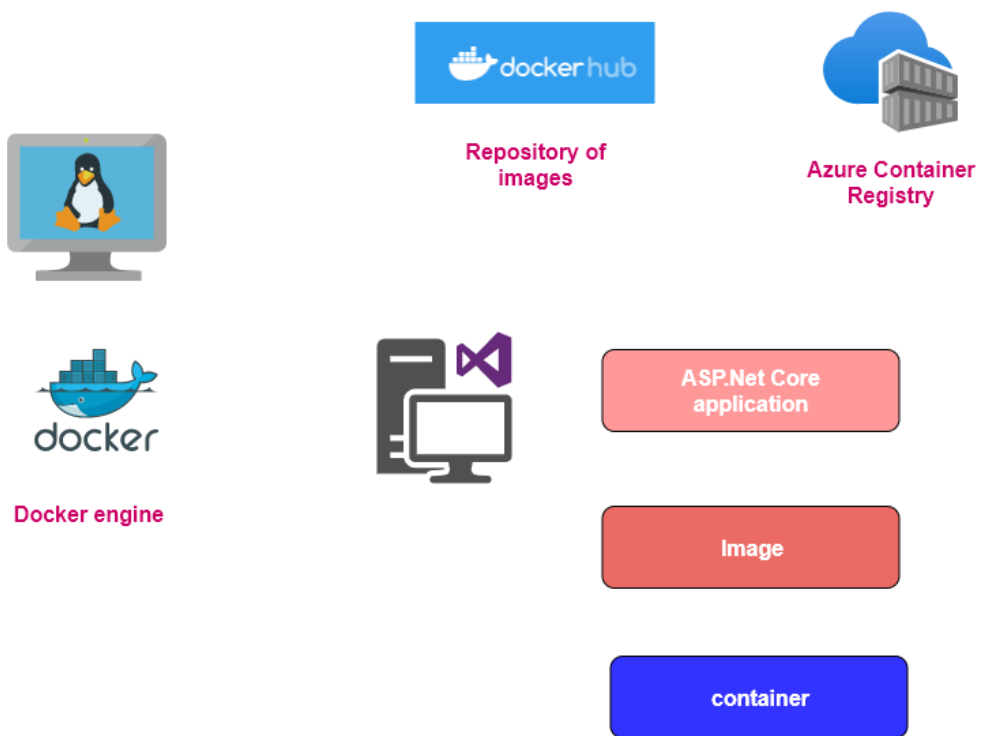 dockerhub
Repository of
images
Azure Container
Registry
docker
Docker engine
ASP.Net Core
application
Image
container